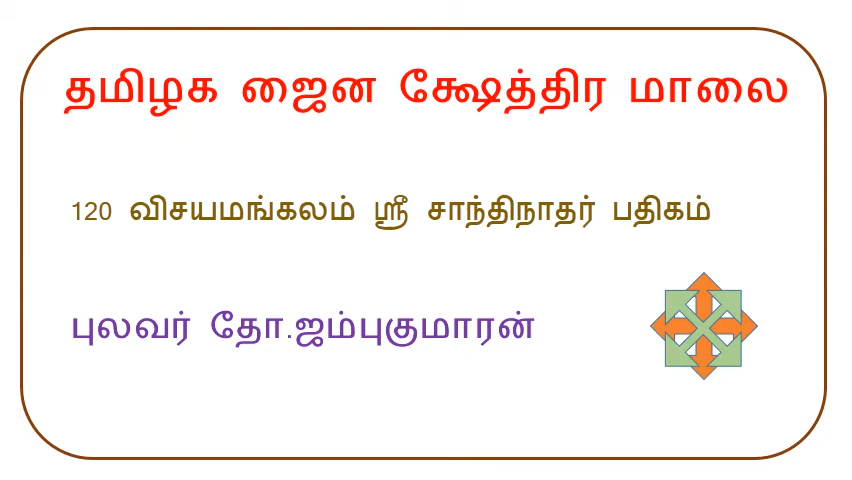 தமிழக ஜைன க்ஷேத்திர மாலை
120 விசயமங்கலம் ஸ்ரீ சாந்திநாதர் பதிகம்
புலவர் தோ.ஜம்புகுமாரன்